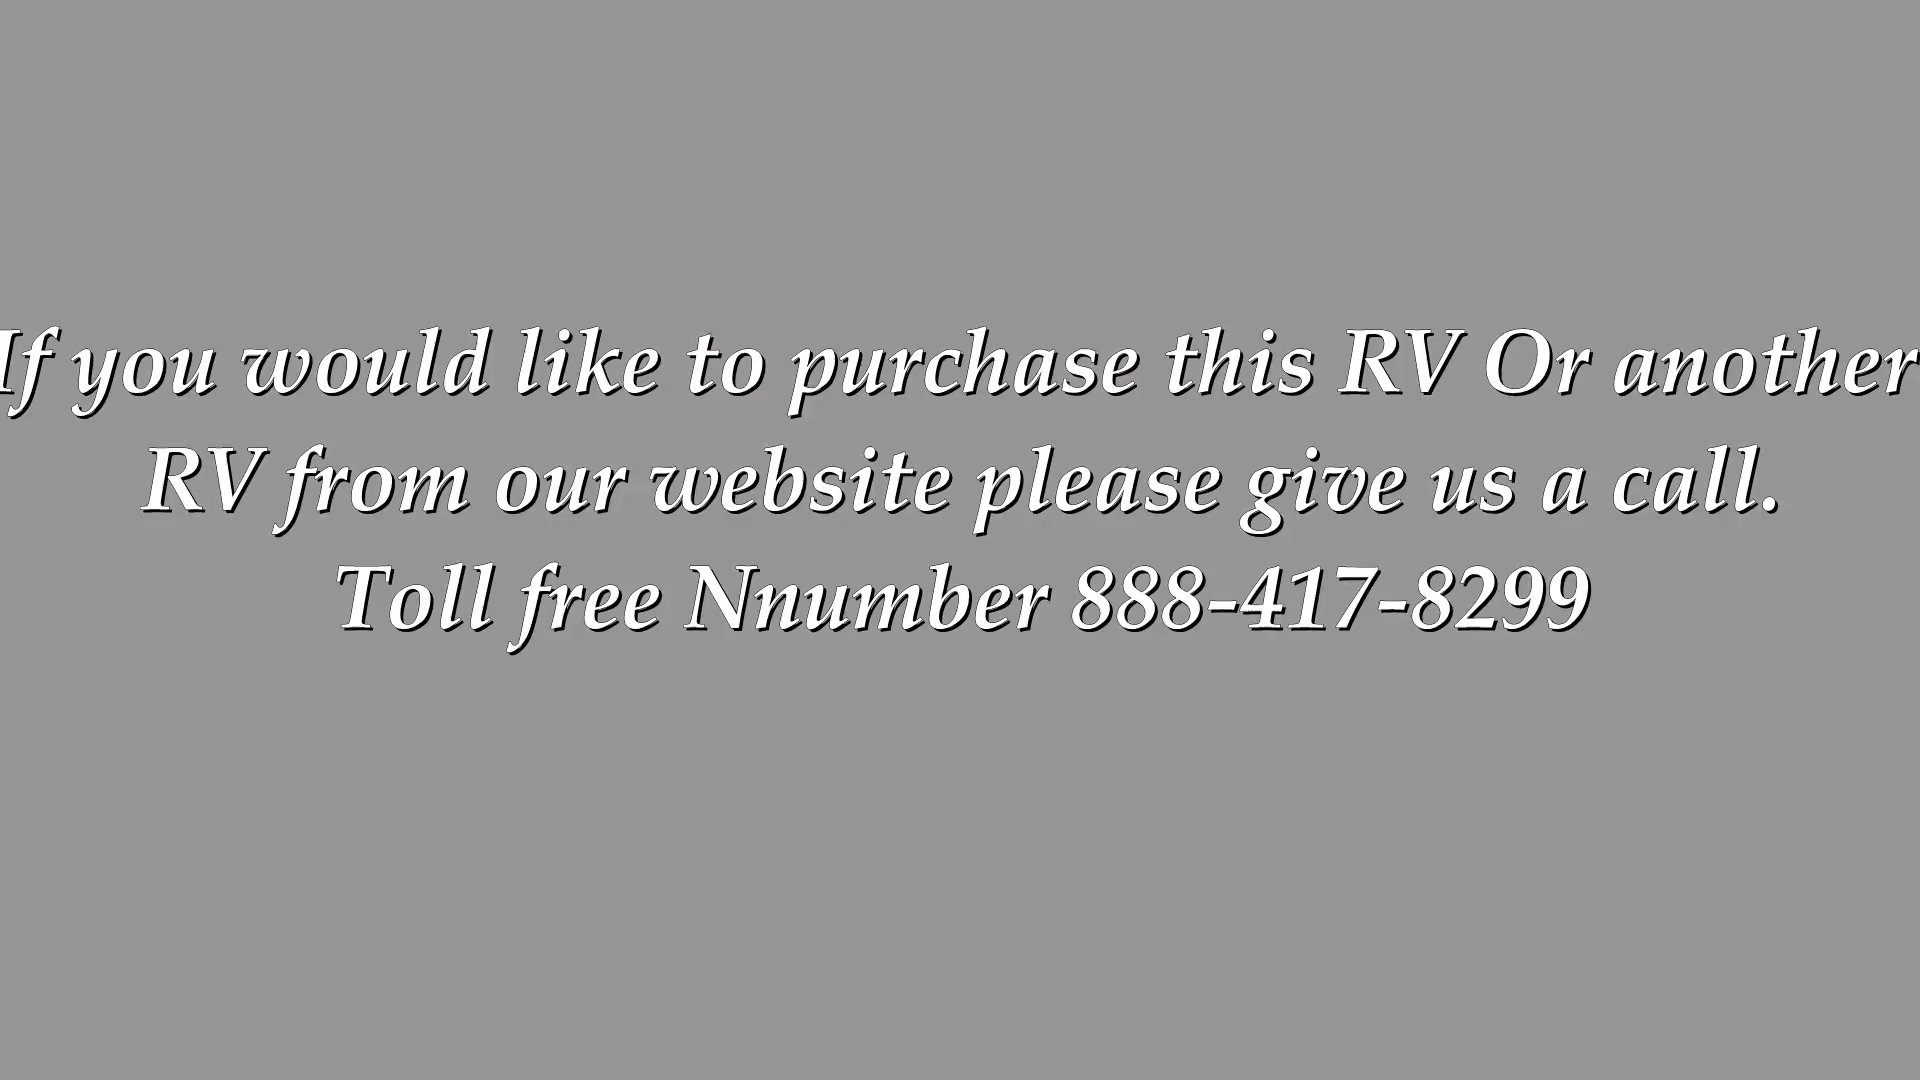 If you would like to purchase this RV Or another
RV from our website please give us a call.
Toll free Nnumber 888-417-8299